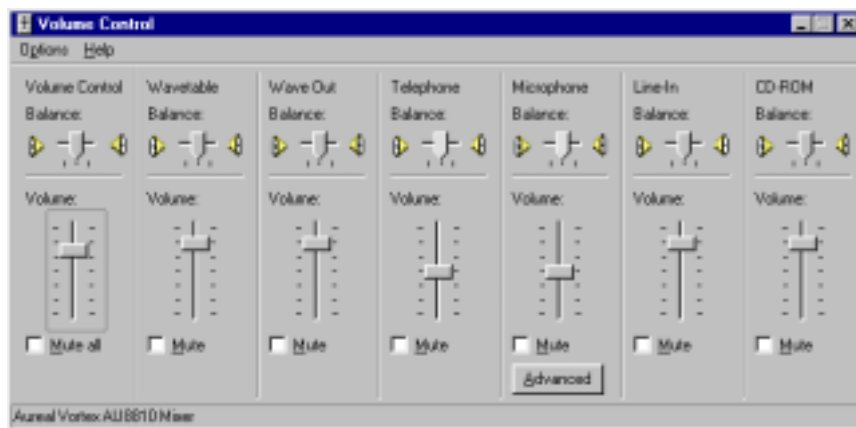 Volume Control
Options Help
Volume Control Wavetable Wave Out Telephone Microphone Line-In CD-ROM
Balance: Balance: Balance: Balance: Balance: Balance: Balance:
Volume: Volume: Volume: Volume: Volume: Volume: Volume:
Mute all Mute Mute Mute Mute Mute Mute
Advanced
Aureal Vortex AU8810 Mixer